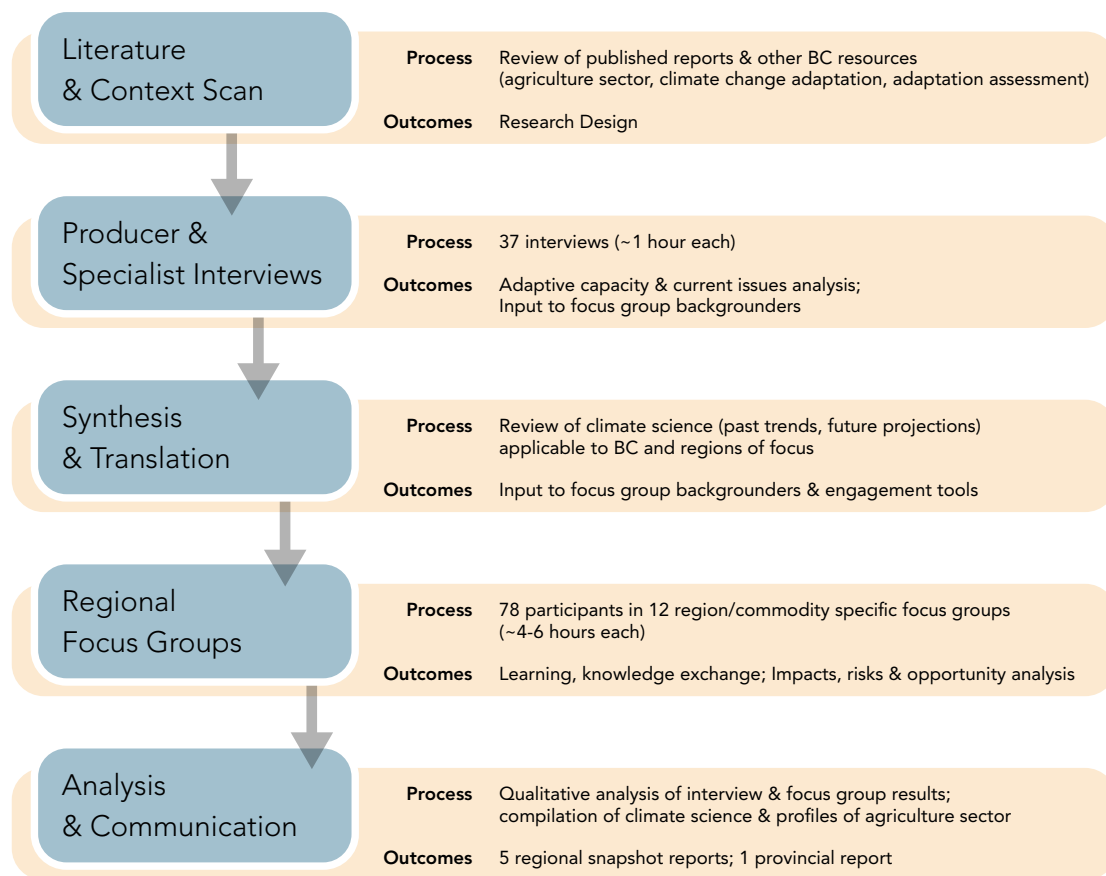 Literature
& Context Scan
Process Review of published reports & other BC resources
(agriculture sector, climate change adaptation, adaptation assessment)
Outcomes Research Design
Producer &
Specialist Interviews
Process 37 interviews (~1 hour each)
Outcomes Adaptive capacity & current issues analysis;
Input to focus group backgrounders
Synthesis
& Translation
Process Review of climate science (past trends, future projections)
applicable to BC and regions of focus
Outcomes Input to focus group backgrounders & engagement tools
Regional
Focus Groups
Process 78 participants in 12 region/commodity specific focus groups
(~4-6 hours each)
Outcomes Learning, knowledge exchange; Impacts, risks & opportunity analysis
Analysis
& Communication
Process Qualitative analysis of interview & focus group results;
compilation of climate science & profiles of agriculture sector
Outcomes 5 regional snapshot reports; 1 provincial report